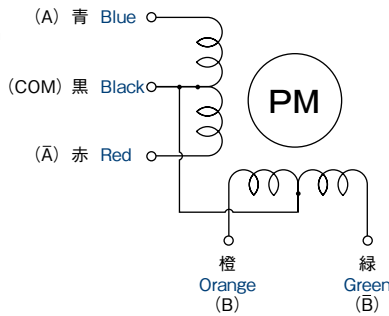 (A) 青 Blue
(COM) 黒 Black
(A̅) 赤 Red
PM
橙 緑
Orange Green
(B) (B̅)